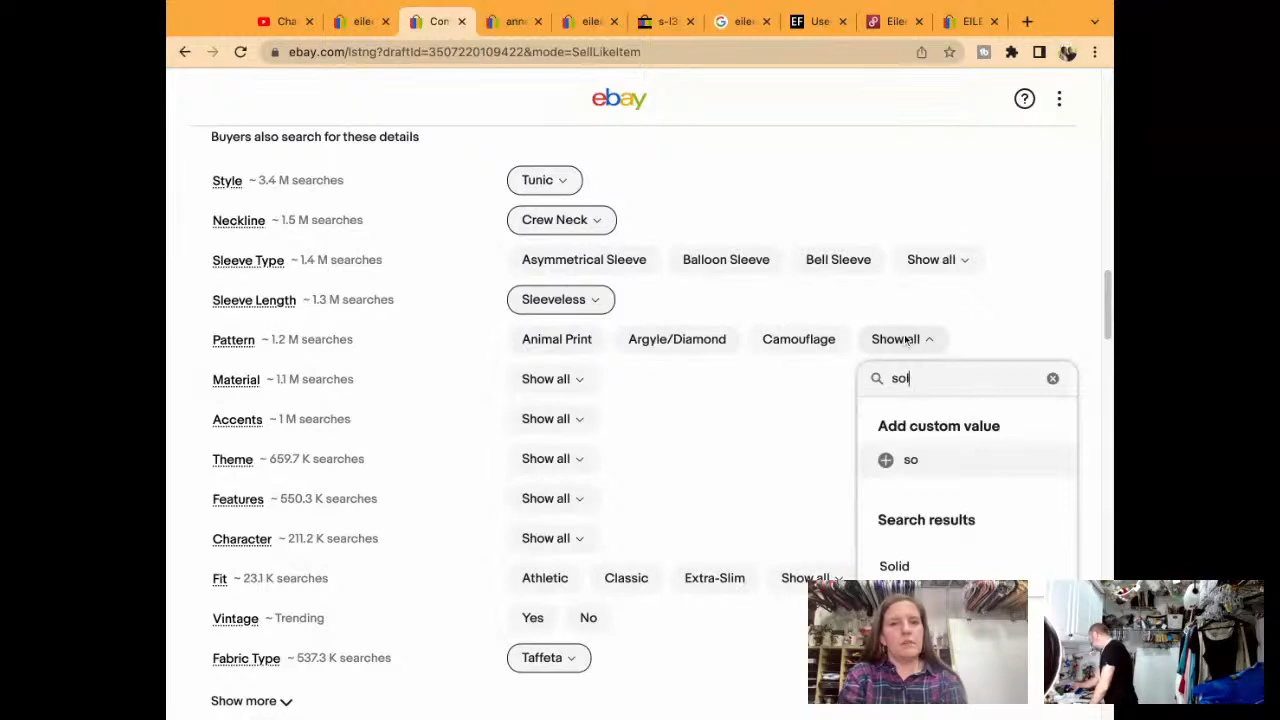 Cha
eilee
Con
anne
eilee
s-l3
eilee
Use
Eilee
EILE
ebay.com/lstng?draftId=3507220109422&mode=SellLikeItem
ebay
Buyers also search for these details
Style ~ 3.4 M searches Tunic
Neckline ~ 1.5 M searches Crew Neck
Sleeve Type ~ 1.4 M searches Asymmetrical Sleeve Balloon Sleeve Bell Sleeve Show all
Sleeve Length ~ 1.3 M searches Sleeveless
Pattern ~ 1.2 M searches Animal Print Argyle/Diamond Camouflage Show all
Material ~ 1.1 M searches Show all
sol
Accents ~ 1 M searches Show all
Add custom value
Theme ~ 659.7 K searches Show all
so
Features ~ 550.3 K searches Show all
Search results
Character ~ 211.2 K searches Show all
Solid
Fit ~ 23.1 K searches Athletic Classic Extra-Slim Show all
Vintage ~ Trending Yes No
Fabric Type ~ 537.3 K searches Taffeta
Show more